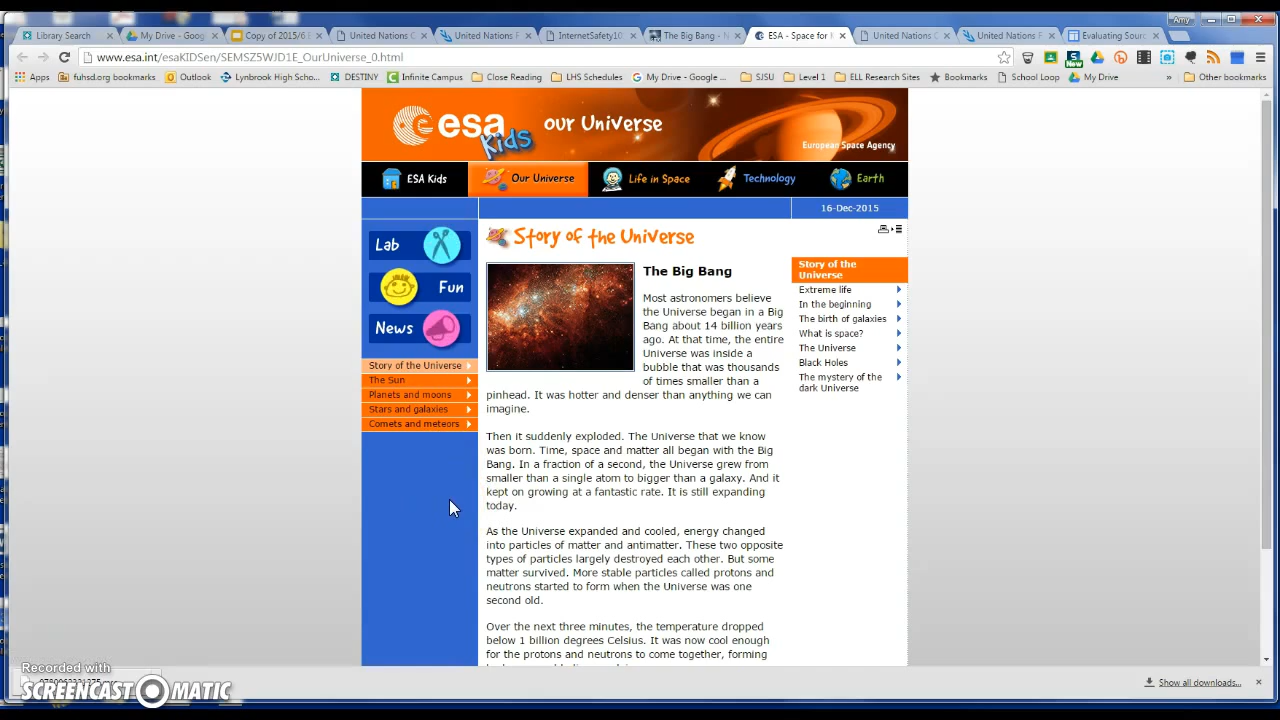 Amy
Library Search
My Drive - Goog
Copy of 2015/6
United Nations C
United Nations F
InternetSafety10
The Big Bang - N
ESA - Space for
United Nations C
United Nations F
Evaluating Sourc
www.esa.int/esaKIDSen/SEMSZ5WJD1E_OurUniverse_0.html
New
Apps
fuhsd.org bookmarks
Outlook
Lynbrook High Scho...
DESTINY
Infinite Campus
Close Reading
LHS Schedules
My Drive - Google ...
SJSU
Level 1
ELL Research Sites
Bookmarks
School Loop
My Drive
»
Other bookmarks
esa
Kids
our Universe
European Space Agency
ESA Kids
Our Universe
Life in Space
Technology
Earth
16-Dec-2015
Lab
Fun
News
Story of the Universe
The Sun
Planets and moons
Stars and galaxies
Comets and meteors
Story of the Universe
The Big Bang
Most astronomers believe
the Universe began in a Big
Bang about 14 billion years
ago. At that time, the entire
Universe was inside a
bubble that was thousands
of times smaller than a
pinhead. It was hotter and denser than anything we can
imagine.
Then it suddenly exploded. The Universe that we know
was born. Time, space and matter all began with the Big
Bang. In a fraction of a second, the Universe grew from
smaller than a single atom to bigger than a galaxy. And it
kept on growing at a fantastic rate. It is still expanding
today.
As the Universe expanded and cooled, energy changed
into particles of matter and antimatter. These two opposite
types of particles largely destroyed each other. But some
matter survived. More stable particles called protons and
neutrons started to form when the Universe was one
second old.
Over the next three minutes, the temperature dropped
below 1 billion degrees Celsius. It was now cool enough
for the protons and neutrons to come together, forming
Story of the
Universe
Extreme life
In the beginning
The birth of galaxies
What is space?
The Universe
Black Holes
The mystery of the
dark Universe
Recorded with
SCREENCAST MATIC
Show all downloads...